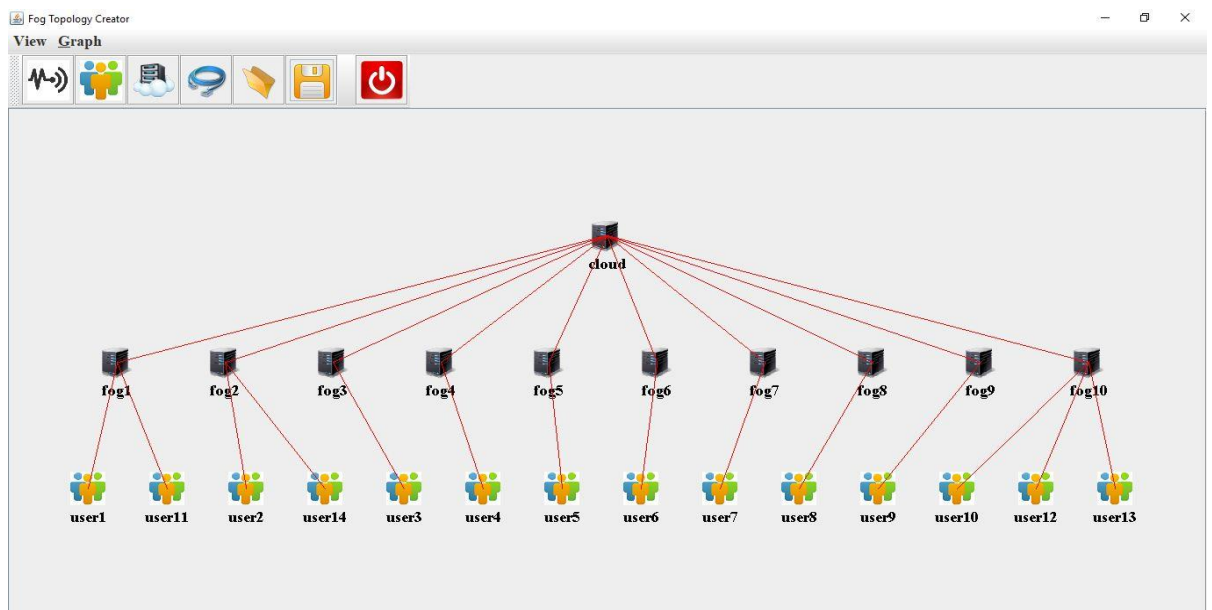 Fog Topology Creator
View Graph
cloud
fog1 fog2 fog3 fog4 fog5 fog6 fog7 fog8 fog9 fog10
user1 user11 user2 user14 user3 user4 user5 user6 user7 user8 user9 user10 user12 user13